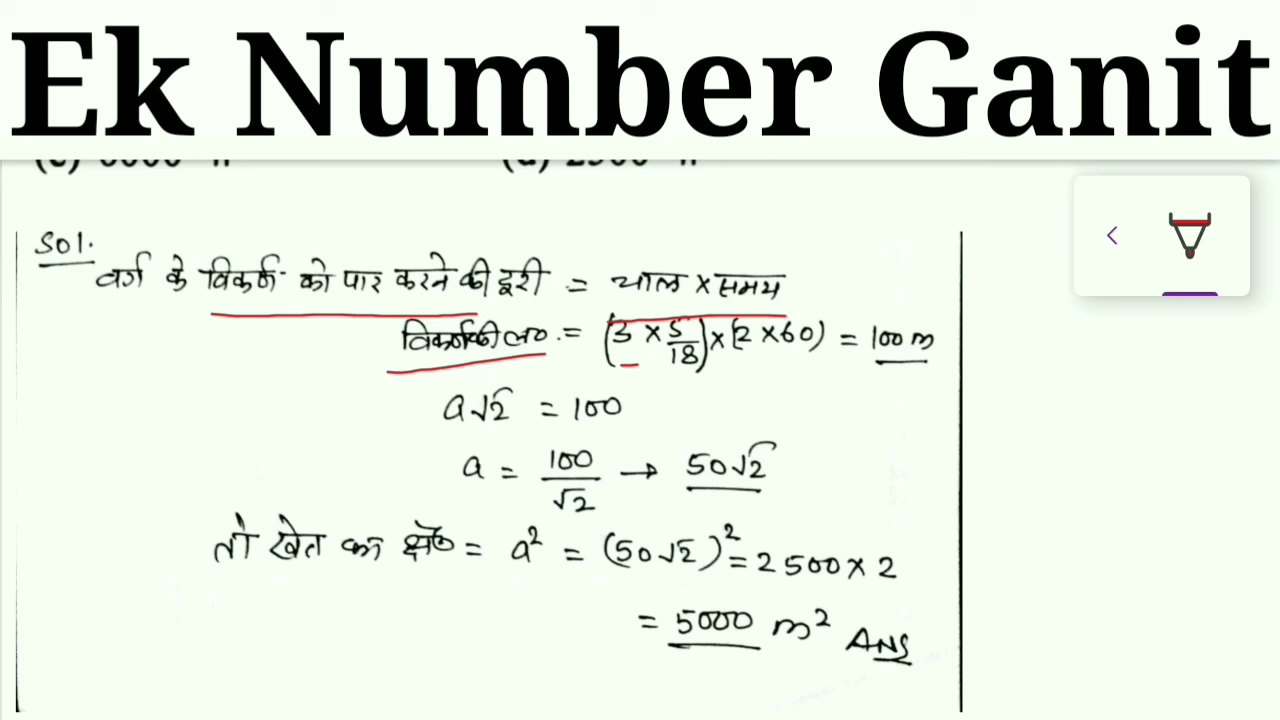 Ek Number Ganit
Sol.
वर्ग के विकर्ण को पार करने की दूरी = चाल × समय
विकर्ण की ल० = (3 × 5/18) × (2 × 60) = 100 m
a√2 = 100
a = 100/√2 → 50√2
तो खेत का क्षे० = a² = (50√2)² = 2500 × 2
= 5000 m² Ans